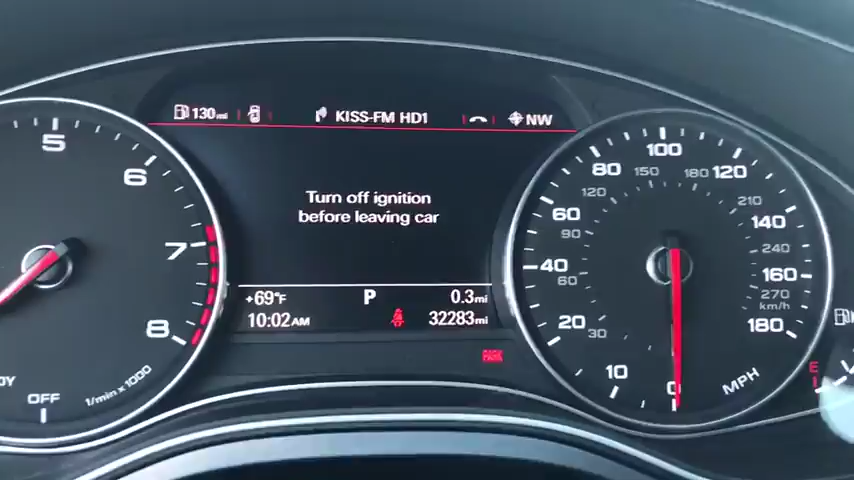 130mi KISS-FM HD1 NW
Turn off ignition
before leaving car
+69°F P 0.3mi
10:02AM 32283mi
PARK
5
6
7
8
OFF
1/min x 1000
0
10
20
40
60
80
100
120
140
160
180
MPH
30
60
90
120
150
180
210
240
270
km/h
E